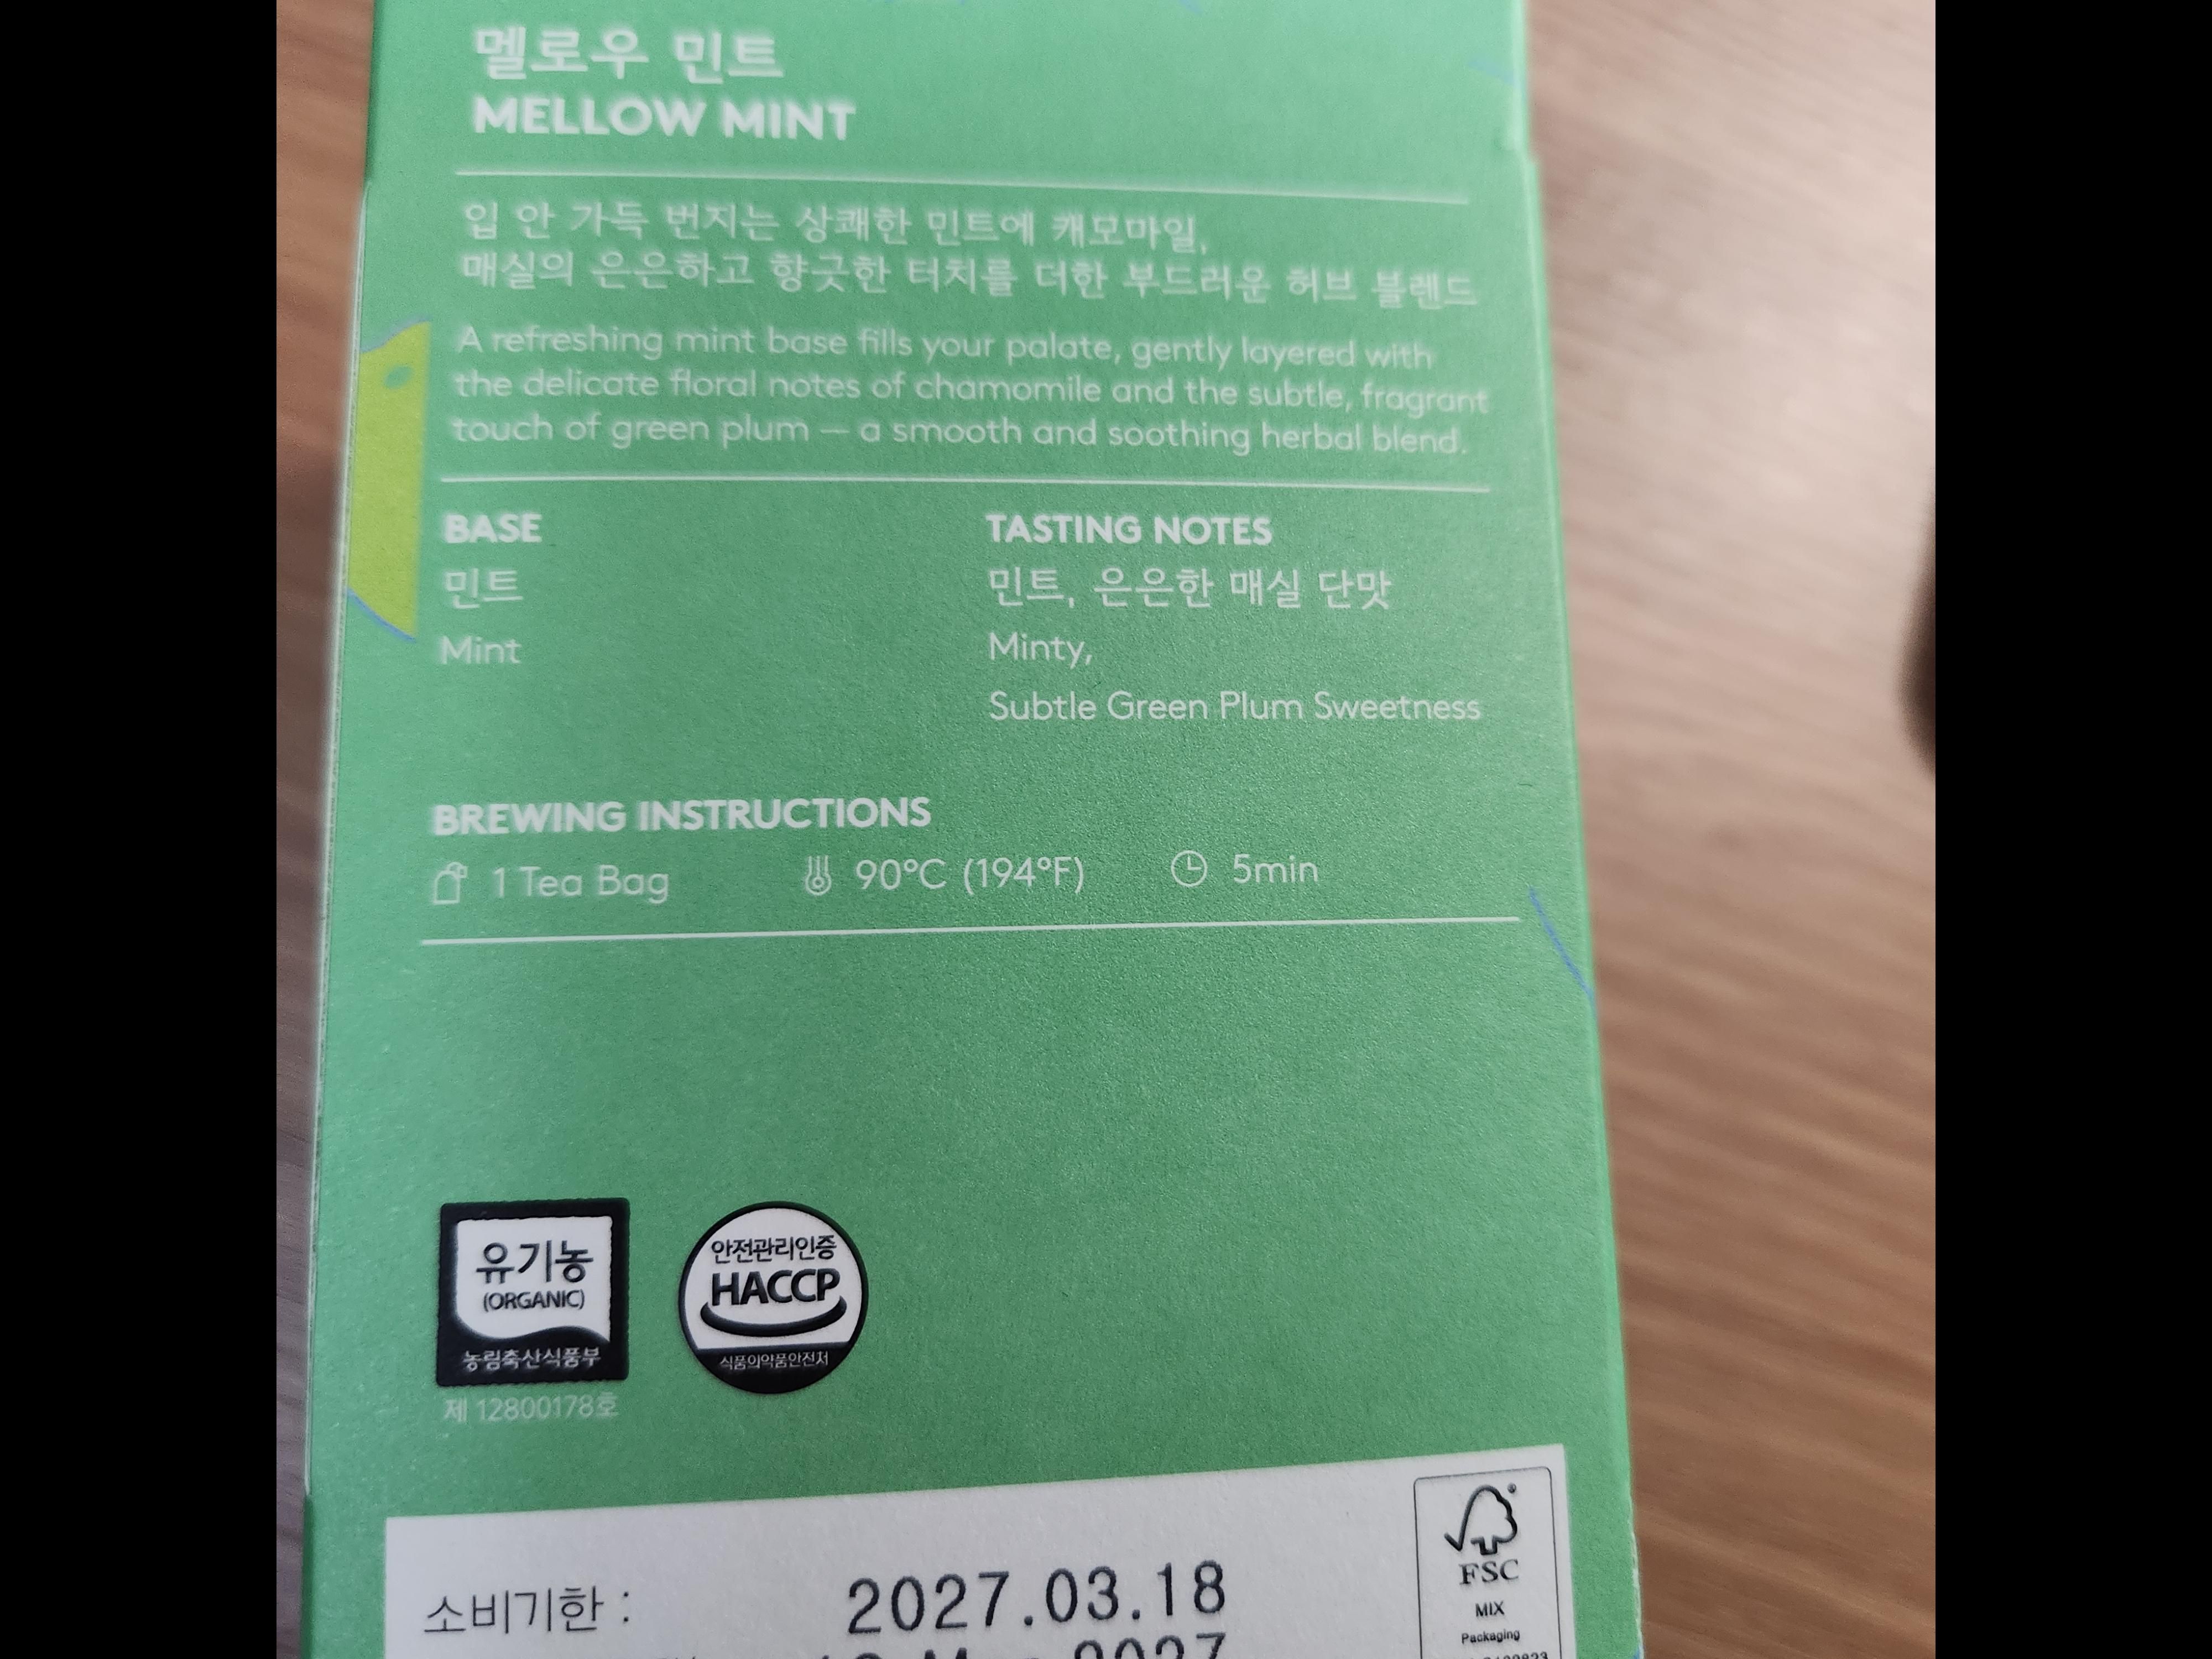 멜로우 민트
MELLOW MINT
입 안 가득 번지는 상쾌한 민트에 캐모마일,
매실의 은은하고 향긋한 터치를 더한 부드러운 허브 블렌드
A refreshing mint base fills your palate, gently layered with
the delicate floral notes of chamomile and the subtle, fragrant
touch of green plum — a smooth and soothing herbal blend.
BASE
민트
Mint
TASTING NOTES
민트, 은은한 매실 단맛
Minty,
Subtle Green Plum Sweetness
BREWING INSTRUCTIONS
1 Tea Bag 90°C (194°F) 5min
유기농
(ORGANIC)
농림축산식품부
제 12800178호
안전관리인증
HACCP
식품의약품안전처
소비기한 : 2027.03.18
2027
FSC
MIX
Packaging